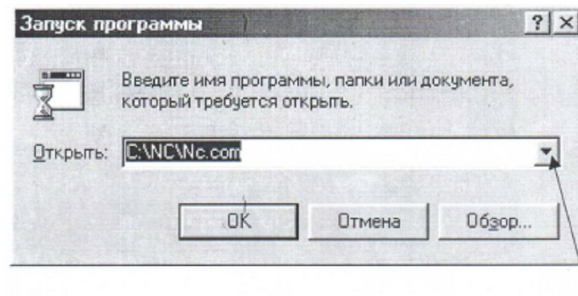 Запуск программы
Введите имя программы, папки или документа,
который требуется открыть.
Открыть: C:\NC\Nc.com
OK Отмена Обзор...